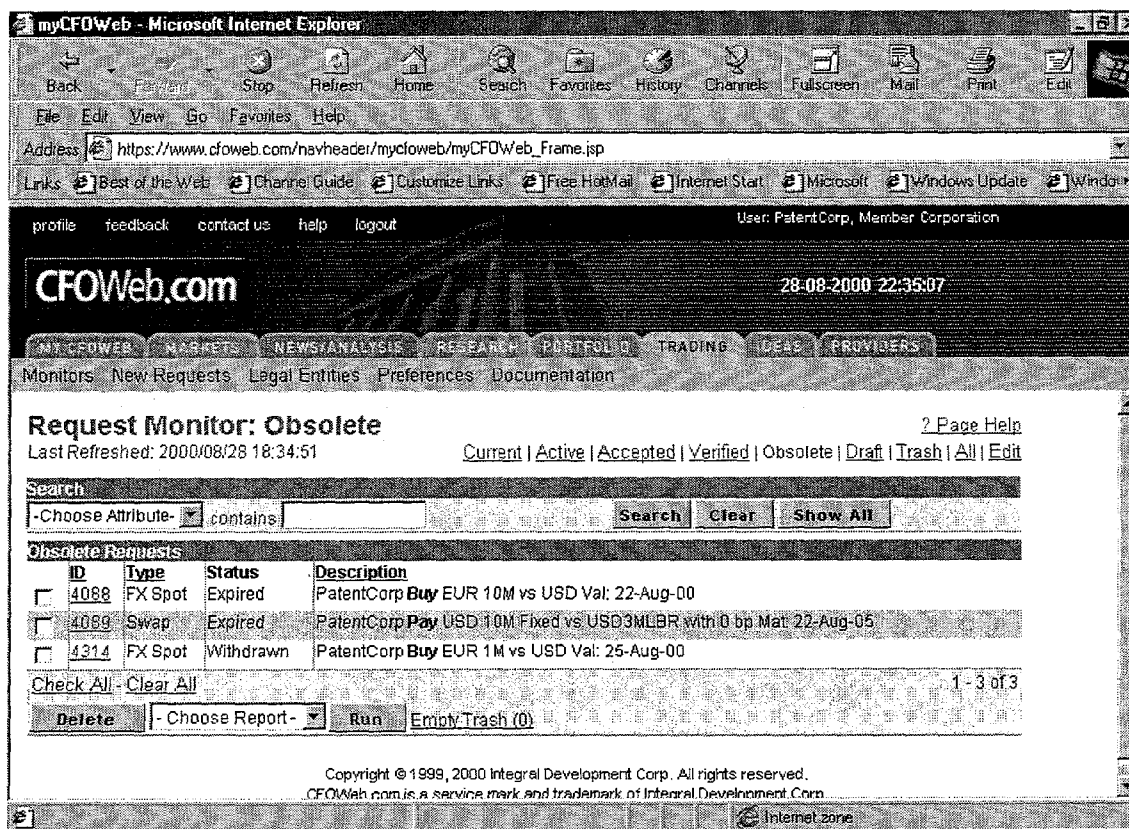 myCFOWeb - Microsoft Internet Explorer
Back Forward Stop Refresh Home Search Favorites History Channels Fullscreen Mail Print Edit
File Edit View Go Favorites Help
Address https://www.cfoweb.com/navheader/mycfoweb/myCFOWeb_Frame.jsp
Links Best of the Web Channel Guide Customize Links Free HotMail Internet Start Microsoft Windows Update Window
profile feedback contact us help logout User: PatentCorp, Member Corporation
CFOWeb.com 28-08-2000 22:35:07
MY CFOWEB MARKETS NEWS/ANALYSIS RESEARCH PORTFOLIO TRADING IDEAS PROVIDERS
Monitors New Requests Legal Entities Preferences Documentation
Request Monitor: Obsolete ? Page Help
Last Refreshed: 2000/08/28 18:34:51 Current | Active | Accepted | Verified | Obsolete | Draft | Trash | All | Edit
Search
-Choose Attribute- contains Search Clear Show All
Obsolete Requests
ID Type Status Description
4088 FX Spot Expired PatentCorp Buy EUR 10M vs USD Val: 22-Aug-00
4089 Swap Expired PatentCorp Pay USD 10M Fixed vs USD3MLBR with 0 bp Mat: 22-Aug-05
4314 FX Spot Withdrawn PatentCorp Buy EUR 1M vs USD Val: 25-Aug-00
Check All - Clear All 1 - 3 of 3
Delete - Choose Report - Run Empty Trash (0)
Copyright © 1999, 2000 Integral Development Corp. All rights reserved.
CFOWeb.com is a service mark and trademark of Integral Development Corp.
Internet zone